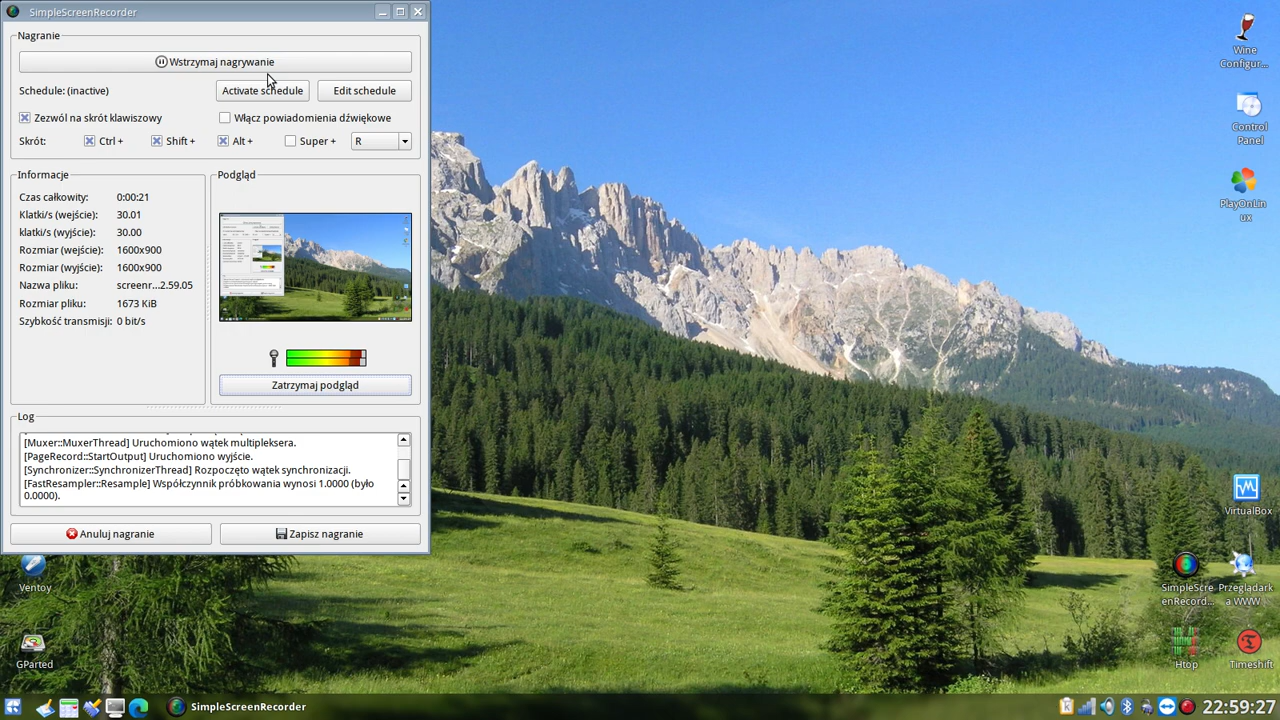 SimpleScreenRecorder
Nagranie
Wstrzymaj nagrywanie
Schedule: (inactive)
Activate schedule
Edit schedule
Zezwól na skrót klawiszowy
Włącz powiadomienia dźwiękowe
Skrót:
Ctrl +
Shift +
Alt +
Super +
R
Informacje
Czas całkowity: 0:00:21
Klatki/s (wejście): 30.01
klatki/s (wyjście): 30.00
Rozmiar (wejście): 1600x900
Rozmiar (wyjście): 1600x900
Nazwa pliku: screenr...2.59.05
Rozmiar pliku: 1673 KiB
Szybkość transmisji: 0 bit/s
Podgląd
Zatrzymaj podgląd
Log
[Muxer::MuxerThread] Uruchomiono wątek multipleksera.
[PageRecord::StartOutput] Uruchomiono wyjście.
[Synchronizer::SynchronizerThread] Rozpoczęto wątek synchronizacji.
[FastResampler::Resample] Współczynnik próbkowania wynosi 1.0000 (było
0.0000).
Anuluj nagranie
Zapisz nagranie
Wine
Configur...
Control
Panel
PlayOnLin
ux
VirtualBox
SimpleScre
enRecord...
Przeglądark
a WWW
Htop
Timeshift
Ventoy
GParted
SimpleScreenRecorder
22:59:27